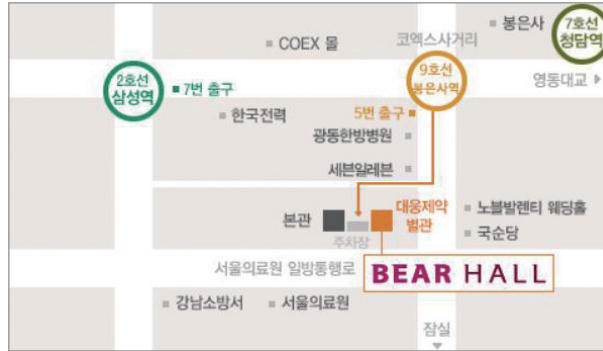 봉은사
7호선
청담역
COEX 몰
코엑스사거리
2호선
삼성역
7번 출구
9호선
봉은사역
영동대교
한국전력
5번 출구
광동한방병원
세븐일레븐
본관
주차장
대웅제약
별관
노블발렌티 웨딩홀
국순당
서울의료원 일방통행로
BEAR HALL
강남소방서
서울의료원
잠실